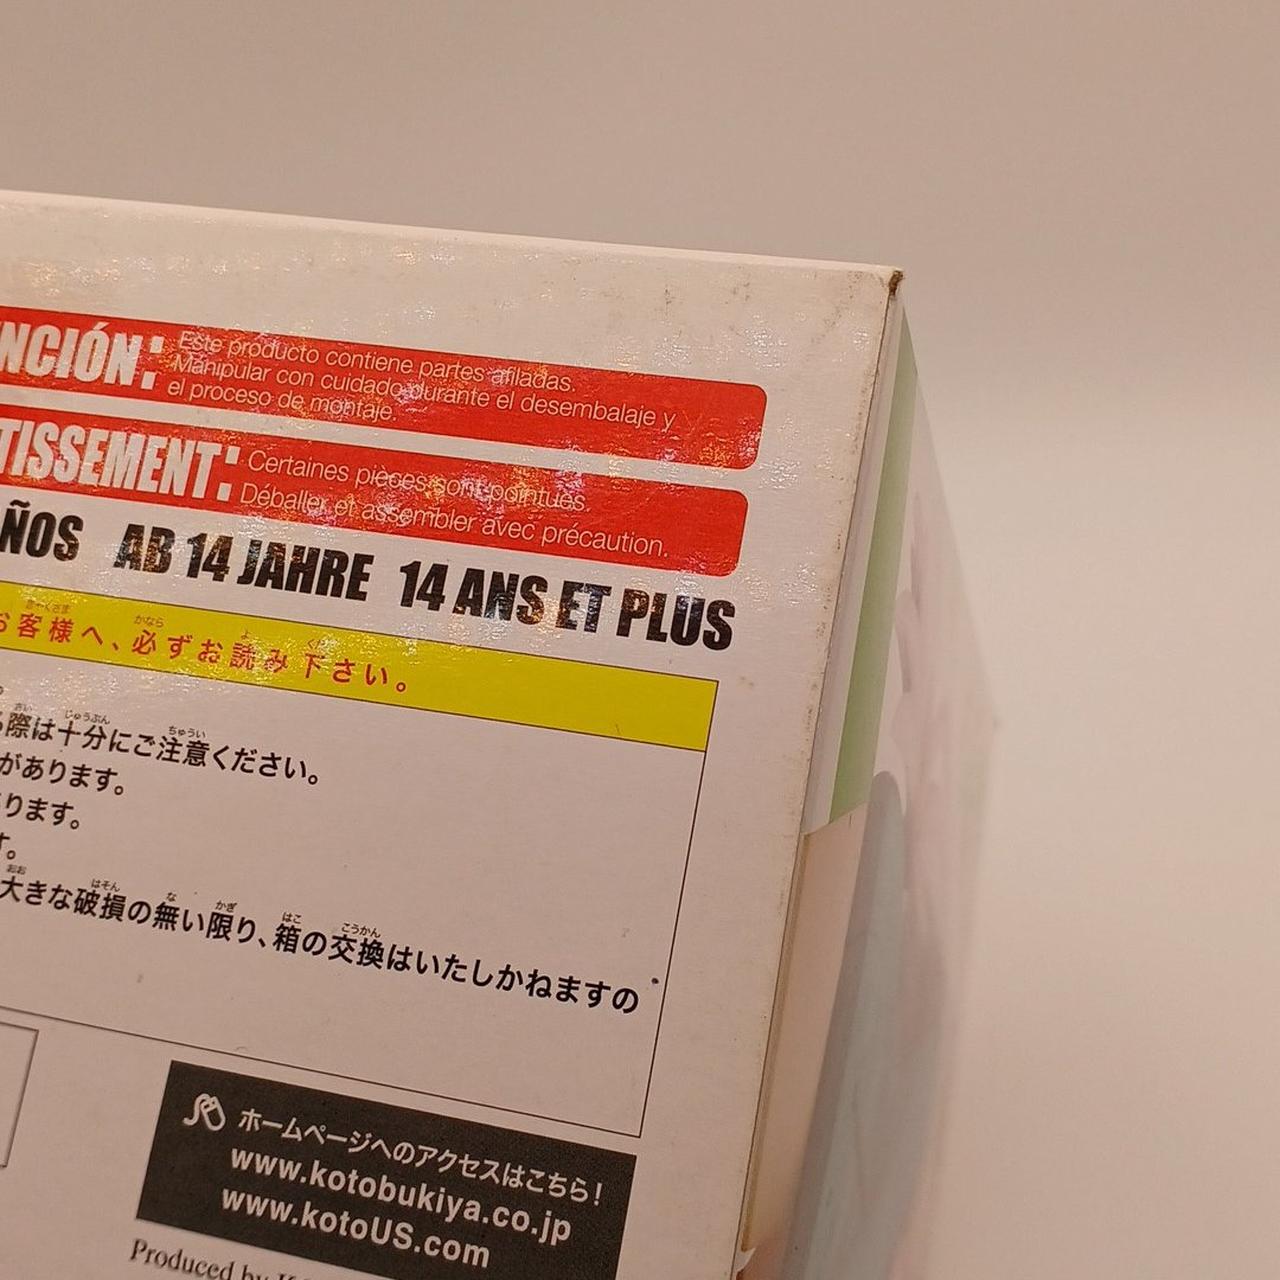 NCIÓN: Este producto contiene partes afiladas.
Manipular con cuidado durante el desembalaje y
el proceso de montaje.
TISSEMENT: Certaines pièces sont pointues.
Déballer et assembler avec précaution.
ÑOS AB 14 JAHRE 14 ANS ET PLUS
お客様へ、必ずお読み下さい。
際は十分にご注意ください。
があります。
ります。
す。
大きな破損の無い限り、箱の交換はいたしかねますの
ホームページへのアクセスはこちら!
www.kotobukiya.co.jp
www.kotoUS.com
Produced by